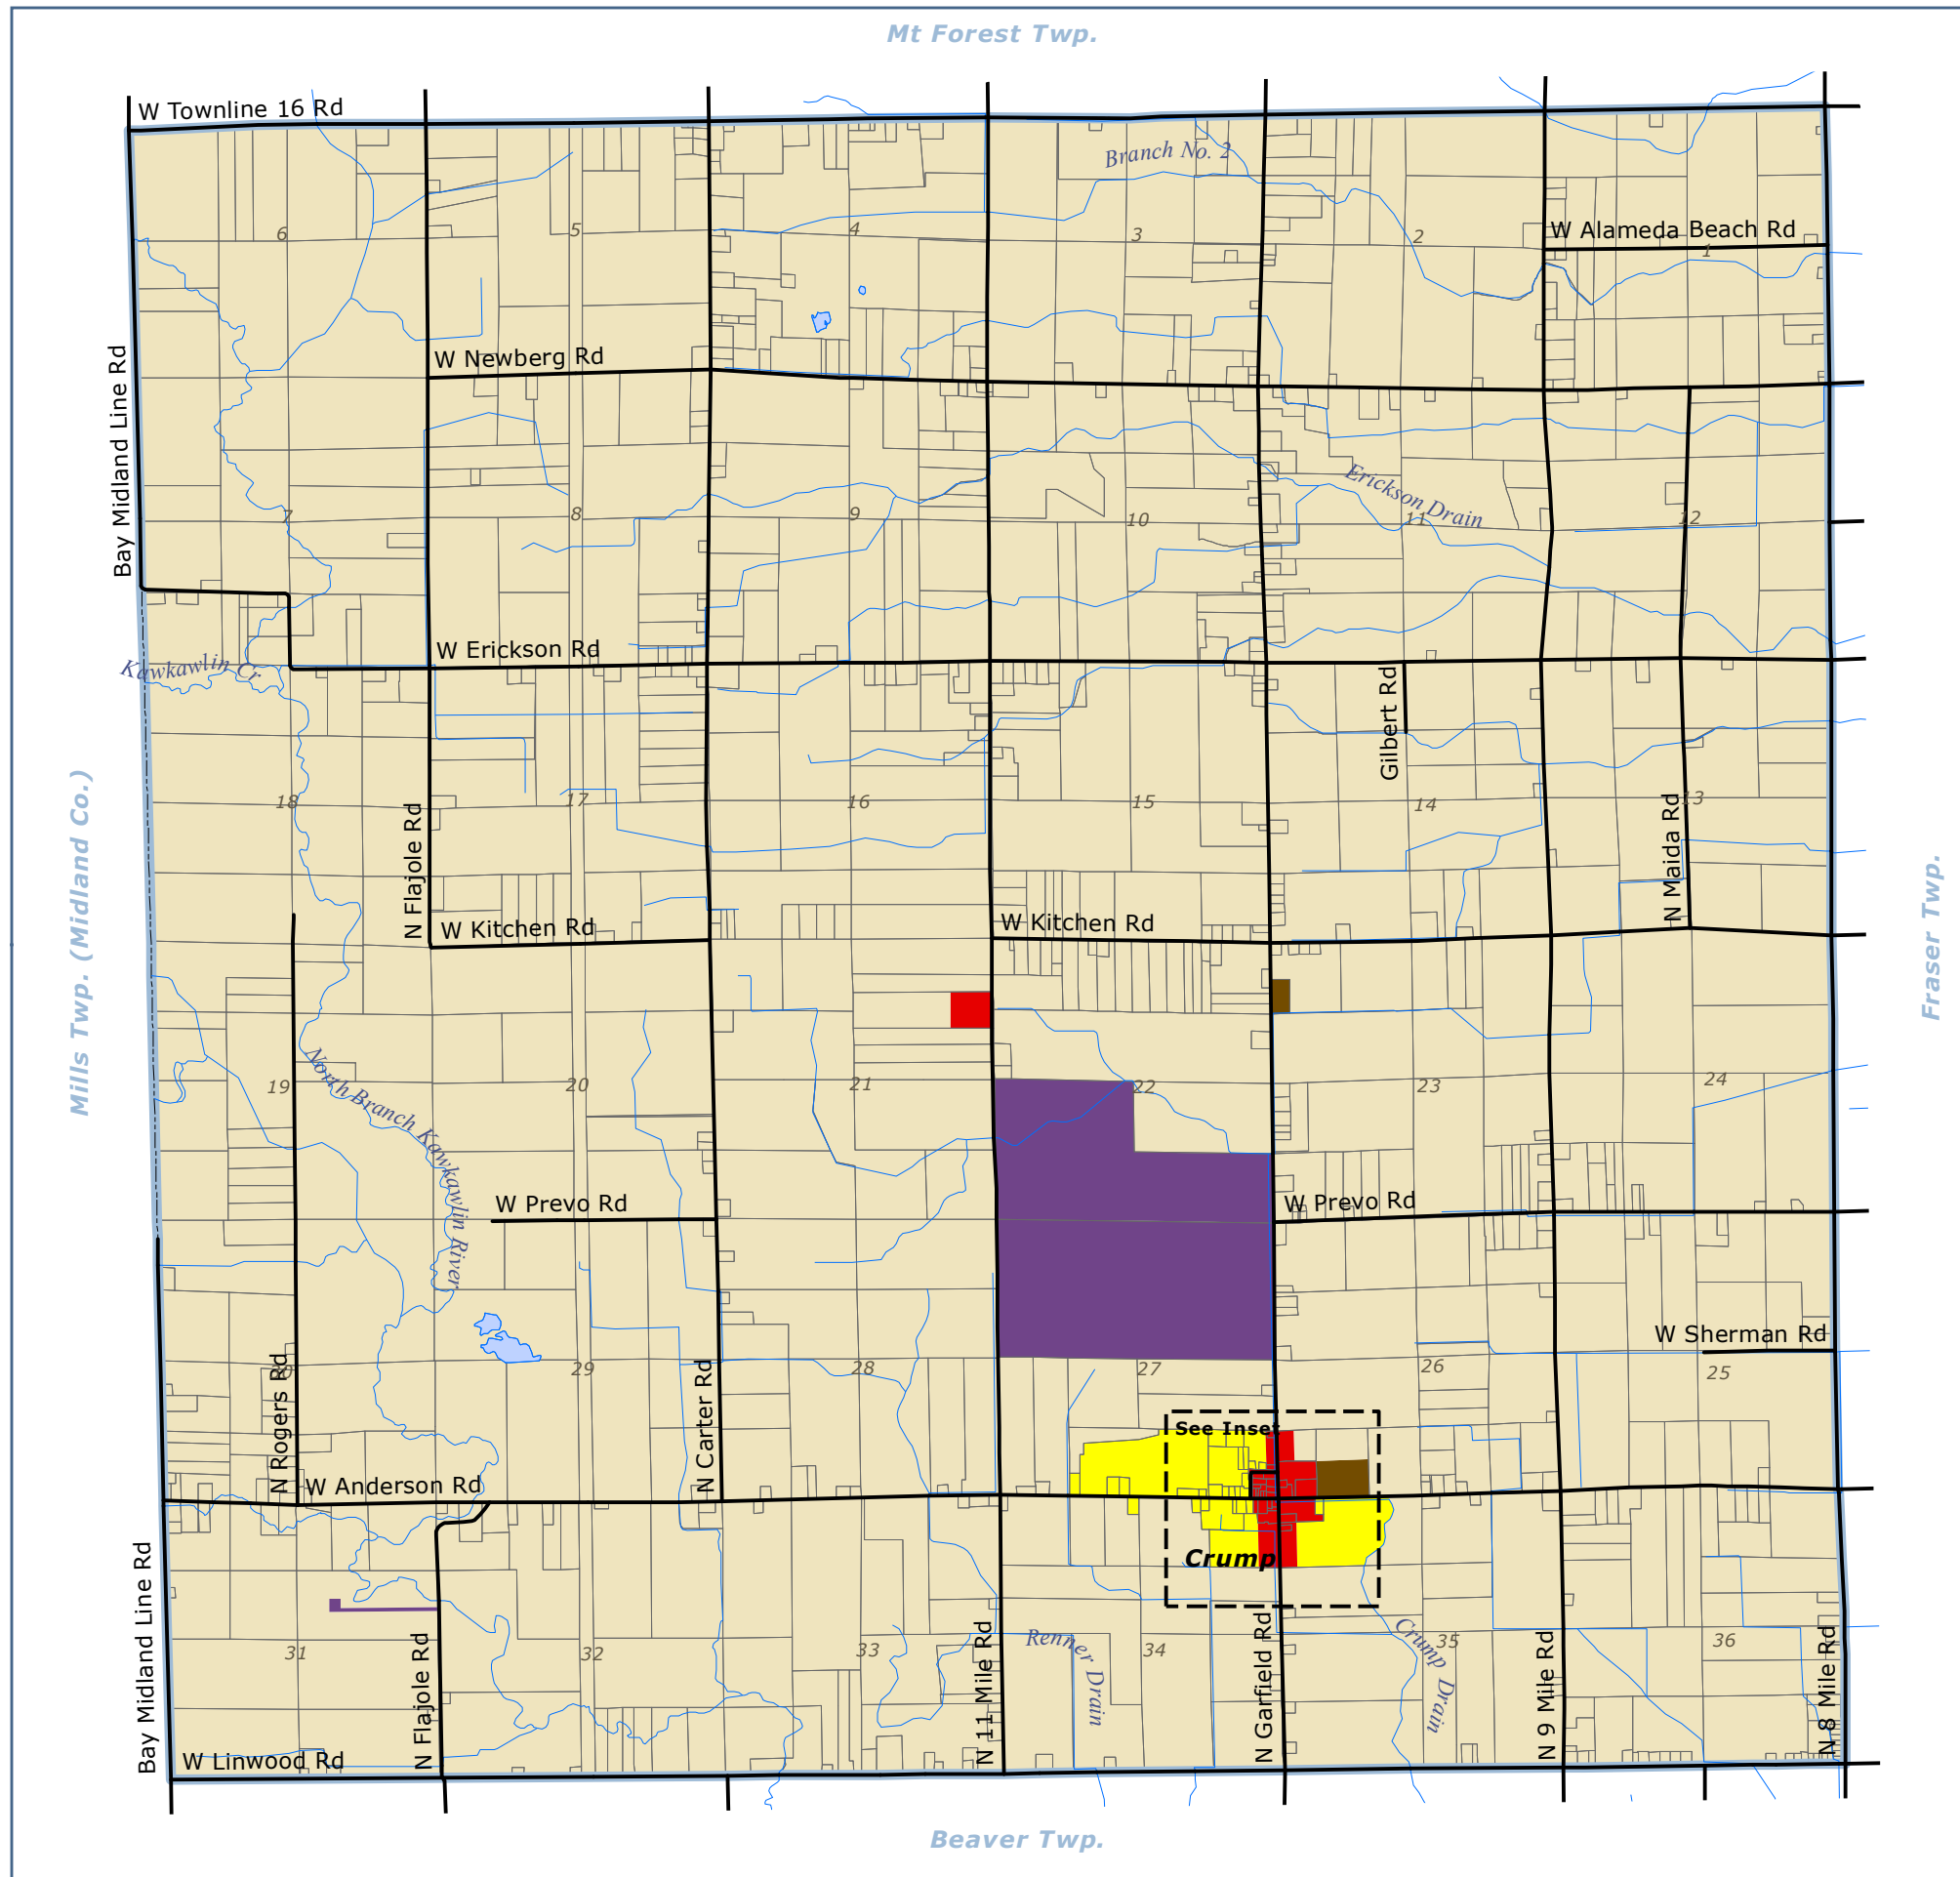 Mt Forest Twp.
W Townline 16 Rd
Branch No. 2
6
5
4
3
2
W Alameda Beach Rd
1
Bay Midland Line Rd
W Newberg Rd
Erickson Drain
7
8
9
10
11
12
Kawkawlin Cr
W Erickson Rd
Gilbert Rd
Mills Twp. (Midland Co.)
18
N Flajole Rd
17
16
15
14
13
N Maida Rd
Fraser Twp.
W Kitchen Rd
W Kitchen Rd
19
North Branch Kawkawlin River
20
21
22
23
24
W Prevo Rd
W Prevo Rd
W Sherman Rd
30
N Rogers Rd
29
N Carter Rd
28
27
26
25
See Inset
W Anderson Rd
Crump
Bay Midland Line Rd
31
N Flajole Rd
32
33
N 11 Mile Rd
Renner Drain
34
N Garfield Rd
Crump Drain
35
N 9 Mile Rd
36
N 8 Mile Rd
W Linwood Rd
Beaver Twp.